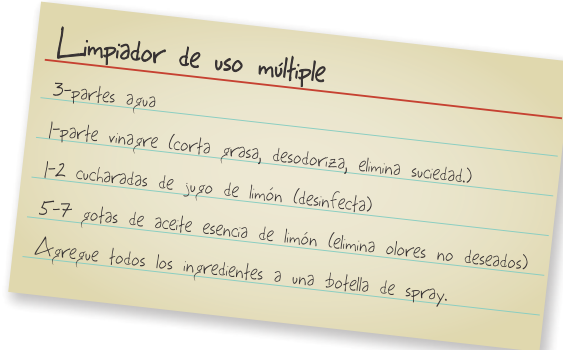 Limpiador de uso múltiple
3-partes agua
1-parte vinagre (corta grasa, desodoriza, elimina suciedad.)
1-2 cucharadas de jugo de limón (desinfecta)
5-7 gotas de aceite esencia de limón (elimina olores no deseados)
Agregue todos los ingredientes a una botella de spray.